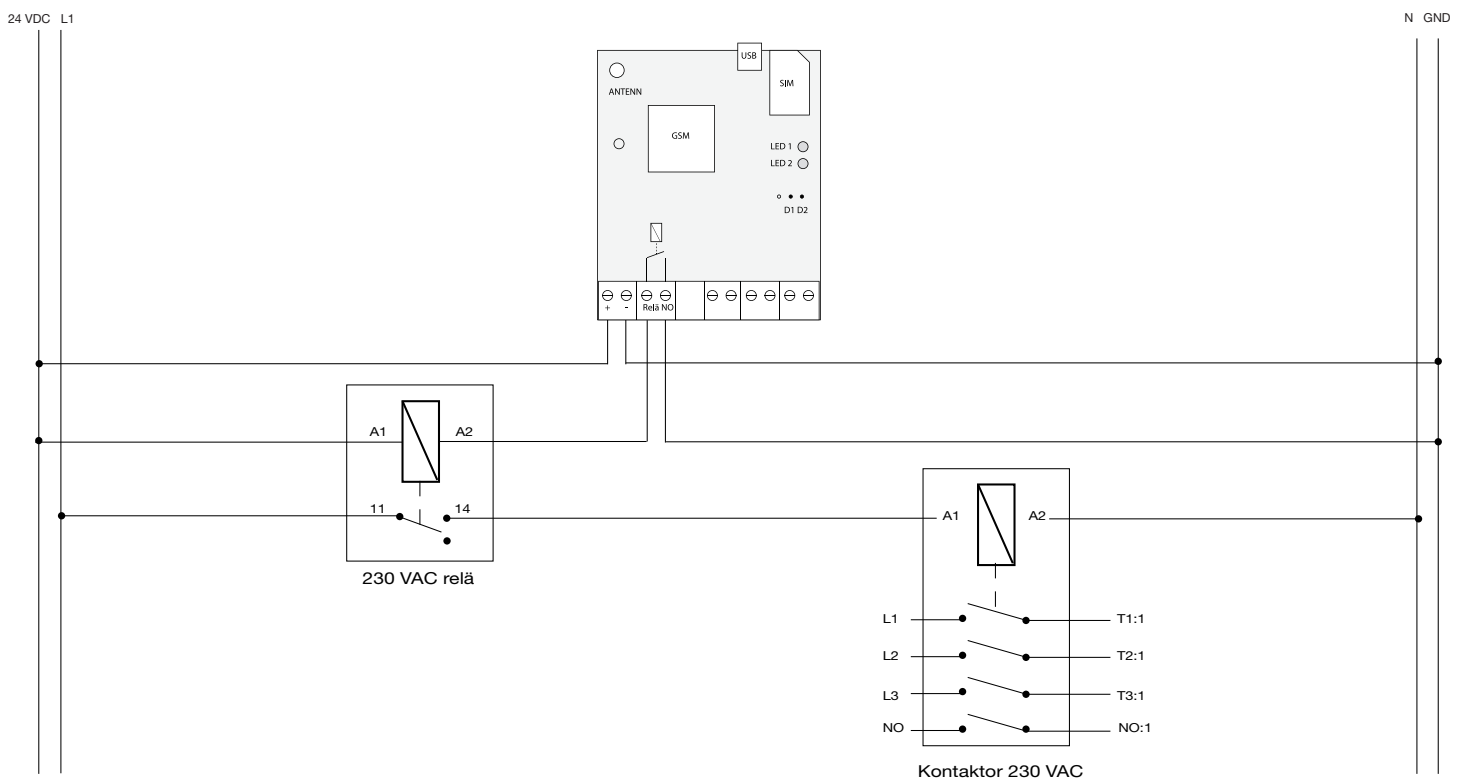 24 VDC L1
N GND
USB
SIM
ANTENN
GSM
LED 1
LED 2
D1 D2
+ - Relä NO
A1 A2
11 14
230 VAC relä
A1 A2
L1 T1:1
L2 T2:1
L3 T3:1
NO NO:1
Kontaktor 230 VAC